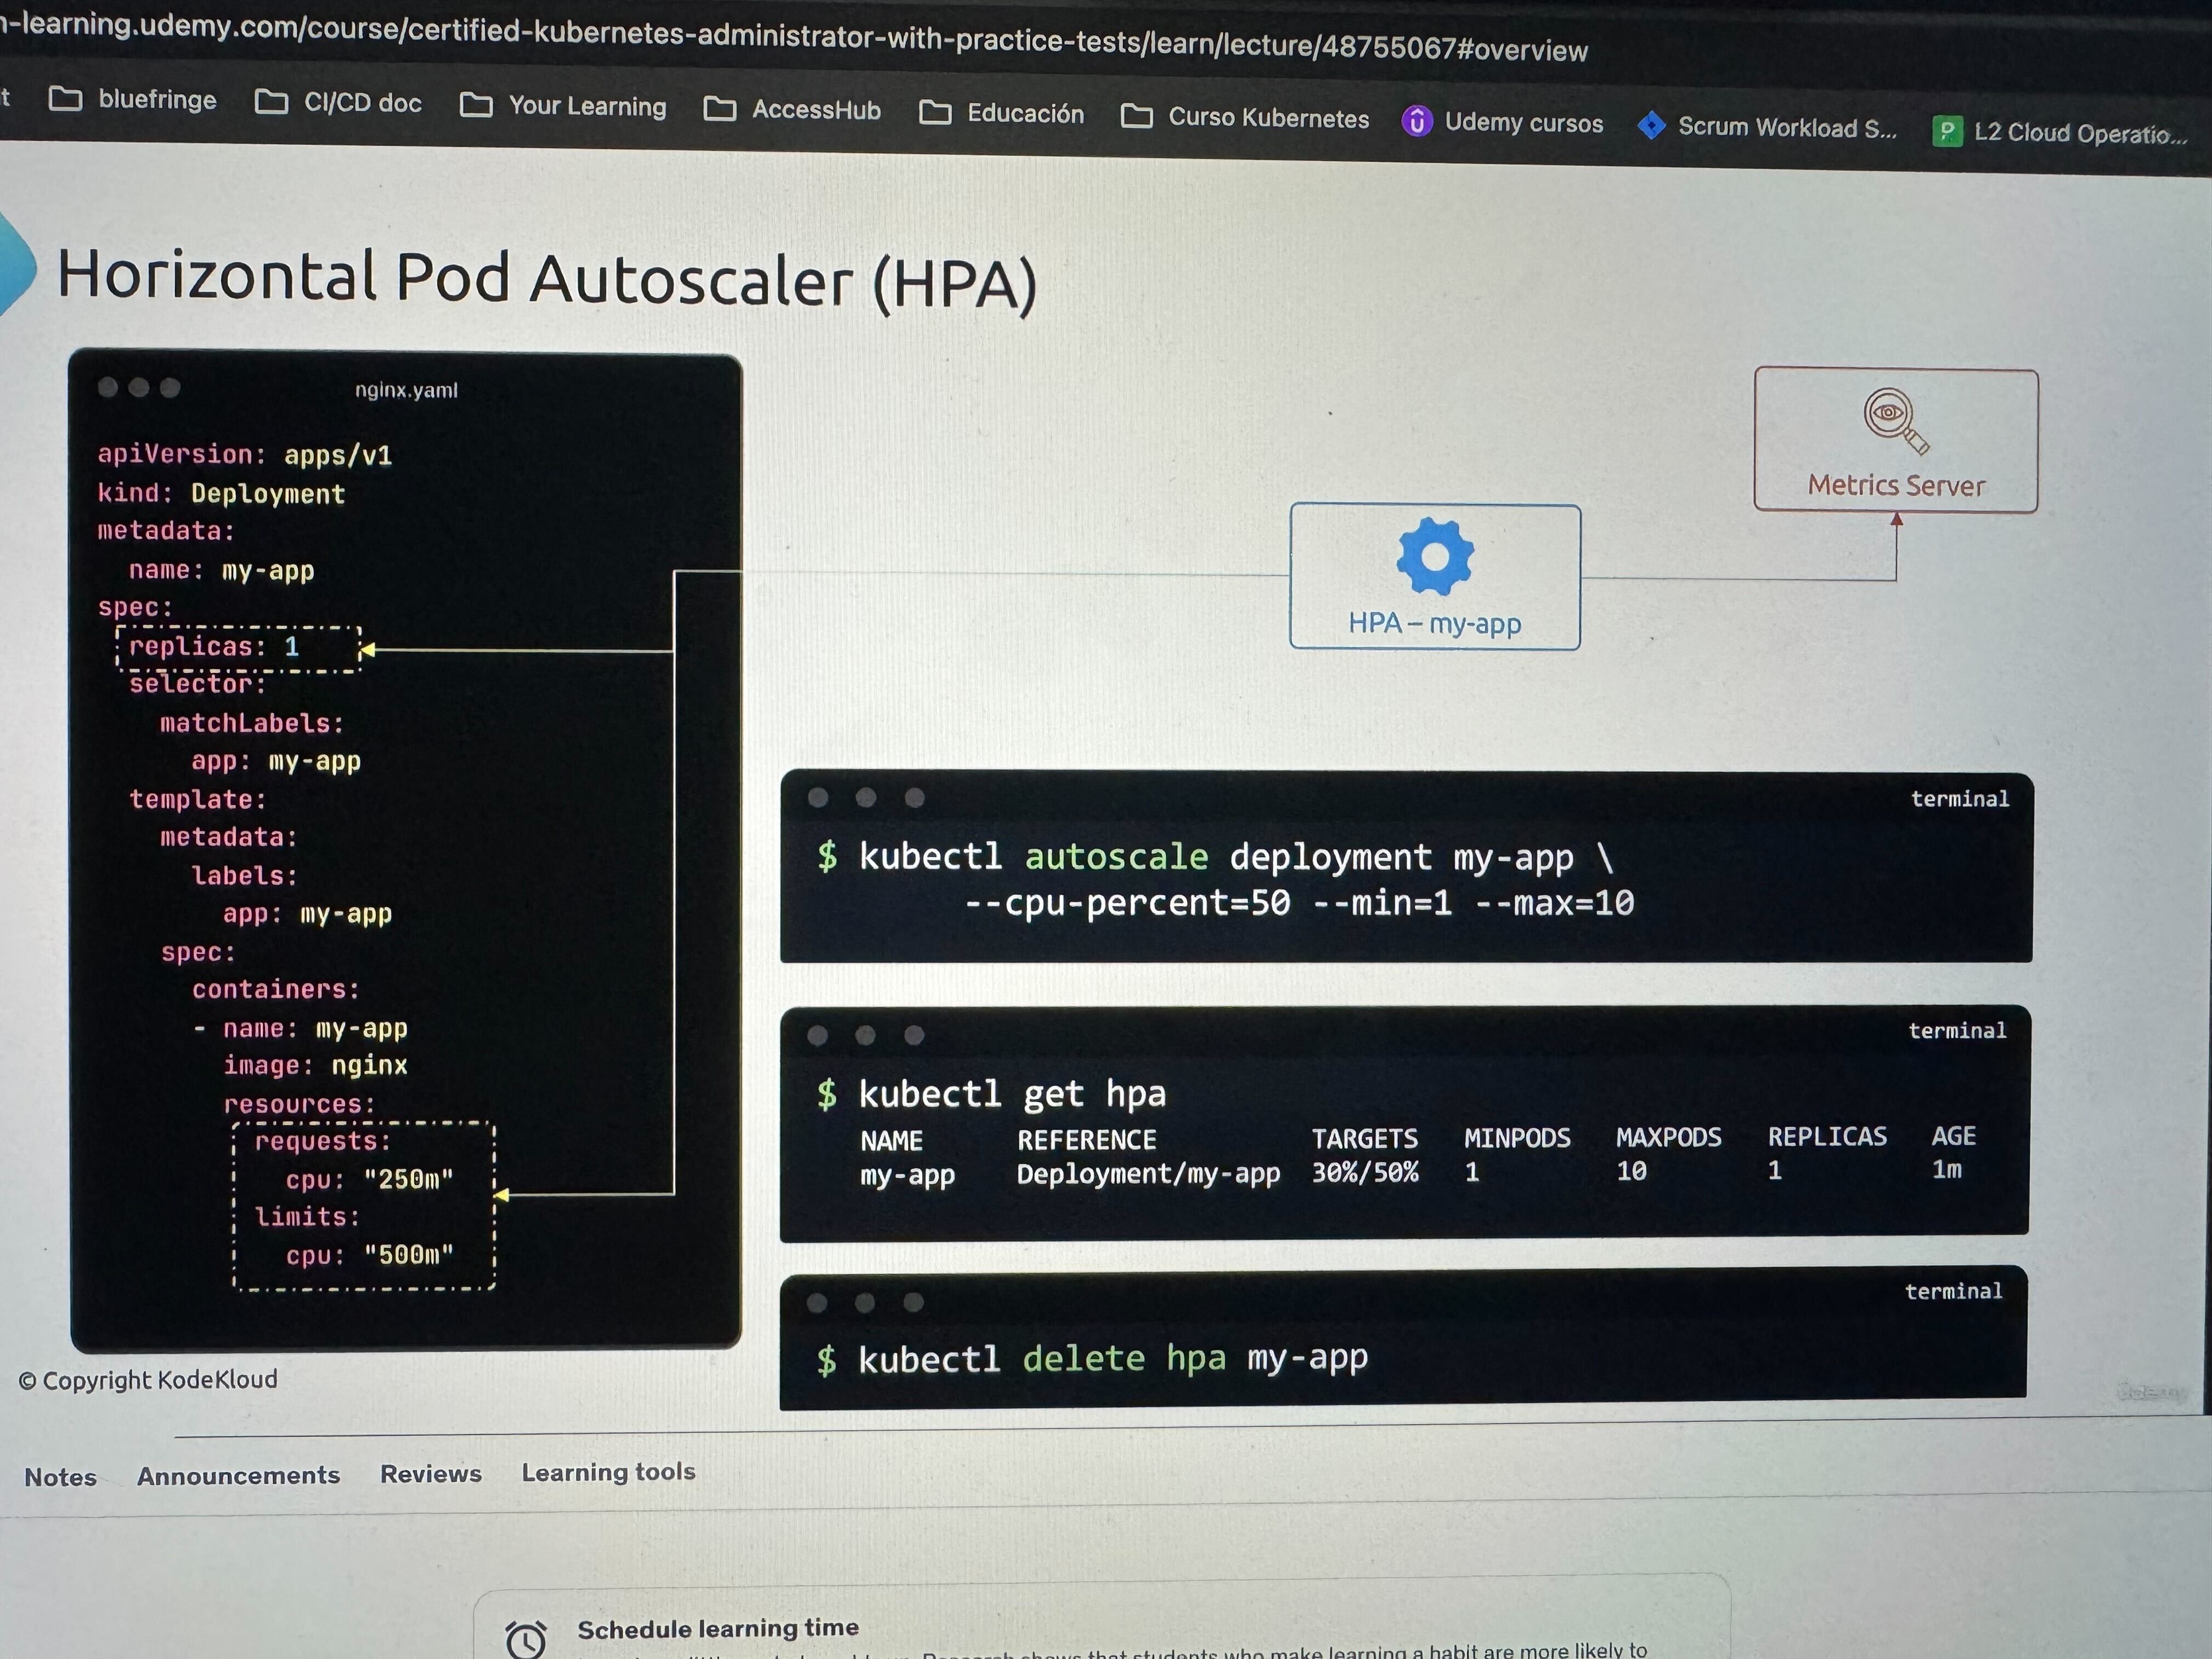 n-learning.udemy.com/course/certified-kubernetes-administrator-with-practice-tests/learn/lecture/48755067#overview
t bluefringe CI/CD doc Your Learning AccessHub Educación Curso Kubernetes Udemy cursos Scrum Workload S... L2 Cloud Operatio...
Horizontal Pod Autoscaler (HPA)
nginx.yaml
apiVersion: apps/v1
kind: Deployment
metadata:
  name: my-app
spec:
  replicas: 1
  selector:
    matchLabels:
      app: my-app
  template:
    metadata:
      labels:
        app: my-app
    spec:
      containers:
      - name: my-app
        image: nginx
        resources:
          requests:
            cpu: "250m"
          limits:
            cpu: "500m"
© Copyright KodeKloud
Metrics Server
HPA – my-app
terminal
$ kubectl autoscale deployment my-app \
--cpu-percent=50 --min=1 --max=10
terminal
$ kubectl get hpa
NAME REFERENCE TARGETS MINPODS MAXPODS REPLICAS AGE
my-app Deployment/my-app 30%/50% 1 10 1 1m
terminal
$ kubectl delete hpa my-app
udemy
Notes Announcements Reviews Learning tools
Schedule learning time
Research shows that students who make learning a habit are more likely to